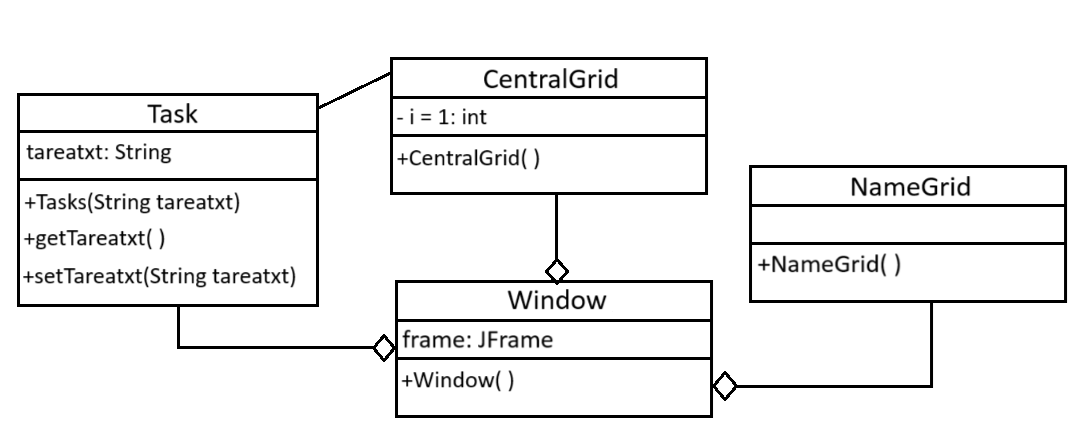 Task
tareatxt: String
+Tasks(String tareatxt)
+getTareatxt( )
+setTareatxt(String tareatxt)
CentralGrid
- i = 1: int
+CentralGrid( )
NameGrid
+NameGrid( )
Window
frame: JFrame
+Window( )